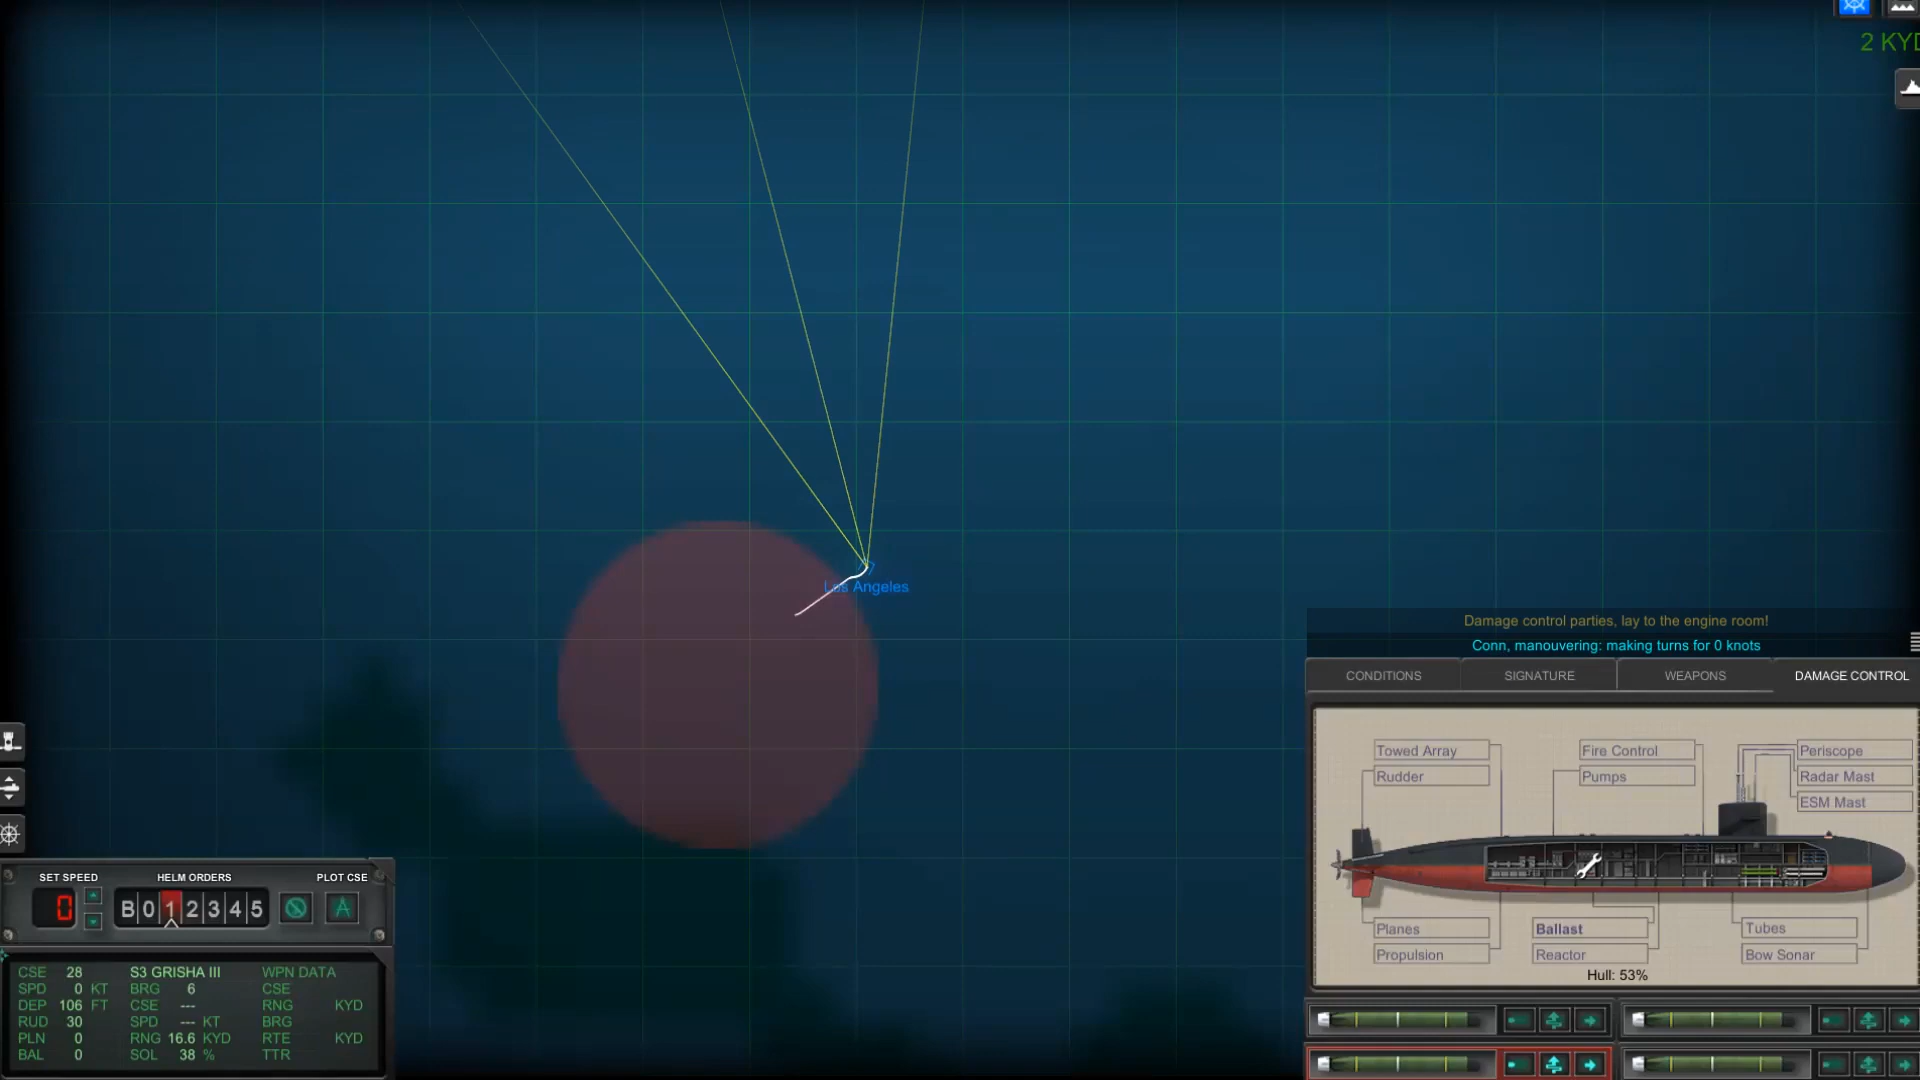 2 KYD
Los Angeles
Damage control parties, lay to the engine room!
Conn, manouvering: making turns for 0 knots
CONDITIONS SIGNATURE WEAPONS DAMAGE CONTROL
Towed Array Fire Control Periscope
Rudder Pumps Radar Mast
ESM Mast
Planes Ballast Tubes
Propulsion Reactor Bow Sonar
Hull: 53%
SET SPEED HELM ORDERS PLOT CSE
0 B 0 1 2 3 4 5
CSE 28 S3 GRISHA III WPN DATA
SPD 0 KT BRG 6 CSE
DEP 106 FT CSE --- RNG KYD
RUD 30 SPD --- KT BRG
PLN 0 RNG 16.6 KYD RTE KYD
BAL 0 SOL 38 % TTR